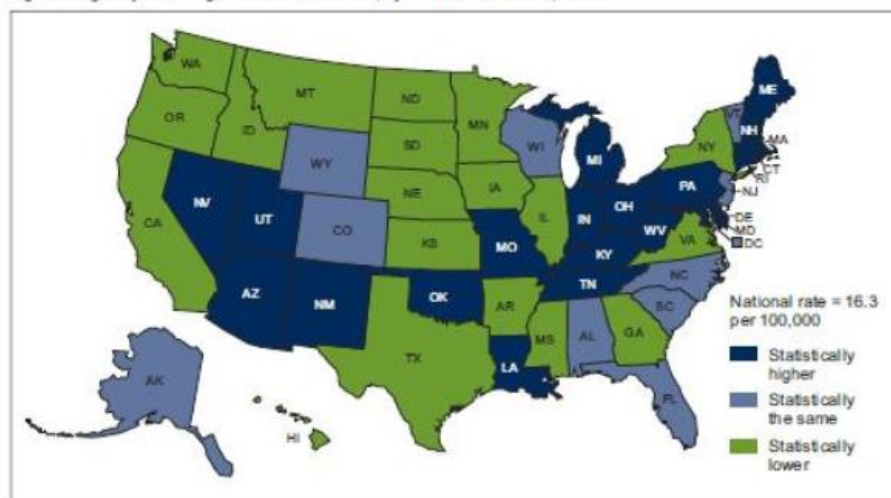 WA
MT
ND
MN
OR
ID
SD
WY
WI
MI
NY
VT
NH
ME
MA
CT
RI
NJ
PA
NV
UT
CO
NE
IA
IL
IN
OH
WV
DE
MD
DC
VA
CA
KS
MO
KY
NC
TN
AZ
NM
OK
AR
SC
MS
AL
GA
TX
LA
FL
AK
HI
National rate = 16.3
per 100,000
Statistically
higher
Statistically
the same
Statistically
lower